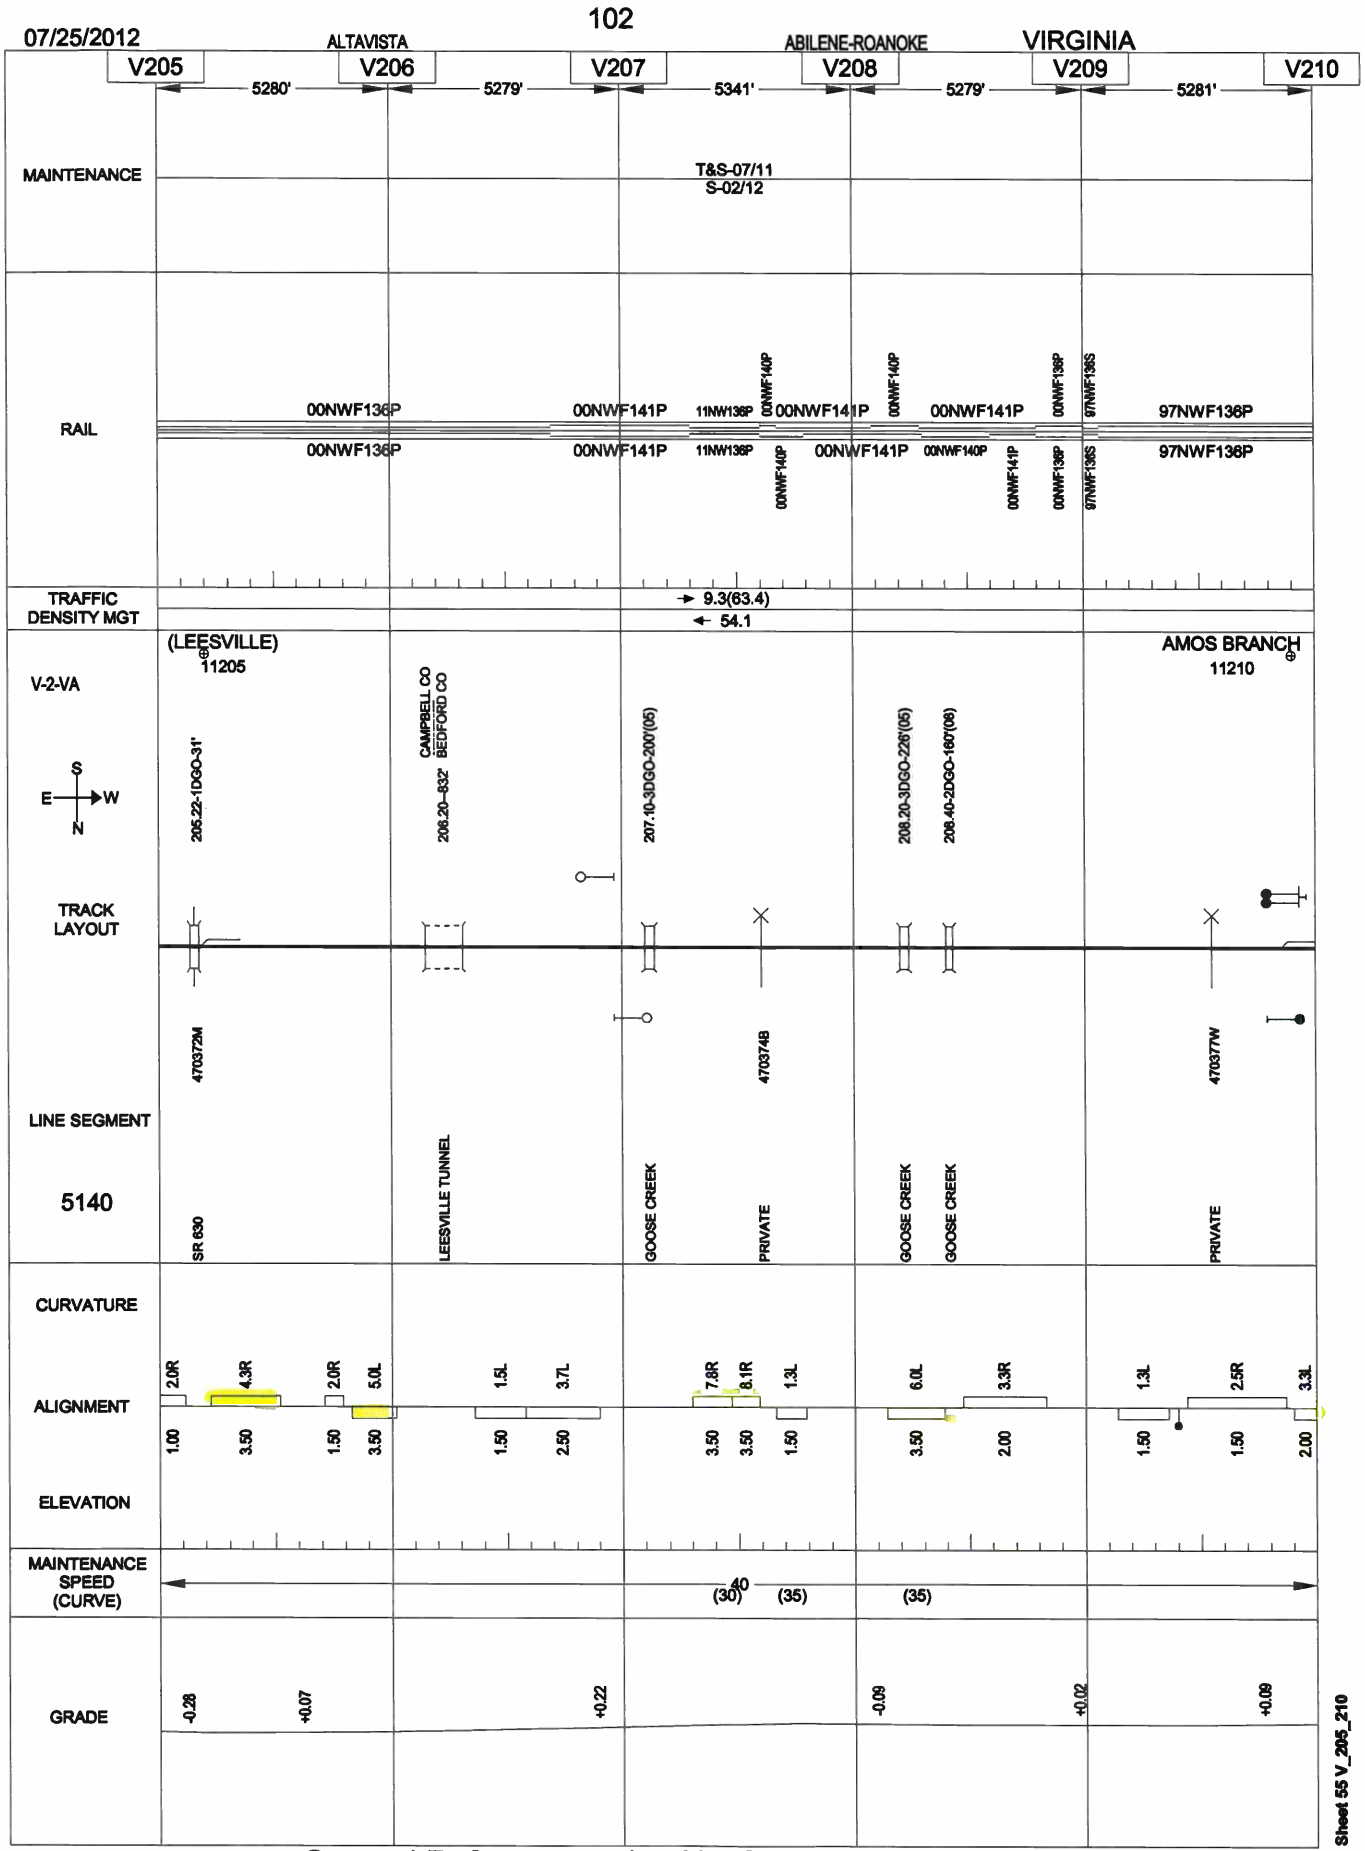 102
07/25/2012 ALTAVISTA ABILENE-ROANOKE VIRGINIA
V205 V206 V207 V208 V209 V210
5280' 5279' 5341' 5279' 5281'
MAINTENANCE
T&S-07/11
S-02/12
00NWF140P 00NWF140P 00NWF136P 97NWF136S
00NWF136P 00NWF141P 11NW136P 00NWF141P 00NWF141P 97NWF136P
RAIL
00NWF136P 00NWF141P 11NW136P 00NWF141P 00NWF140P 97NWF136P
00NWF140P 00NWF141P 00NWF136P 97NWF136S
TRAFFIC
DENSITY MGT
9.3(63.4)
54.1
(LEESVILLE) AMOS BRANCH
11205 11210
V-2-VA
CAMPBELL CO
BEDFORD CO
S
E W
N
205.22-1DGO-31' 206.20--832' 207.10-3DGO-200'(05) 208.20-3DGO-226'(05) 208.40-2DGO-160'(08)
TRACK
LAYOUT
470372M 470374B 470377W
LINE SEGMENT
5140
SR 630 LEESVILLE TUNNEL GOOSE CREEK PRIVATE GOOSE CREEK GOOSE CREEK PRIVATE
CURVATURE
2.0R 4.3R 2.0R 5.0L 1.5L 3.7L 7.8R 8.1R 1.3L 6.0L 3.3R 1.3L 2.5R 3.3L
ALIGNMENT
1.00 3.50 1.50 3.50 1.50 2.50 3.50 3.50 1.50 3.50 2.00 1.50 1.50 2.00
ELEVATION
MAINTENANCE
SPEED
(CURVE)
40
(30) (35) (35)
GRADE
-0.28 +0.07 +0.22 -0.09 +0.02 +0.09
Sheet 55 V_205_210